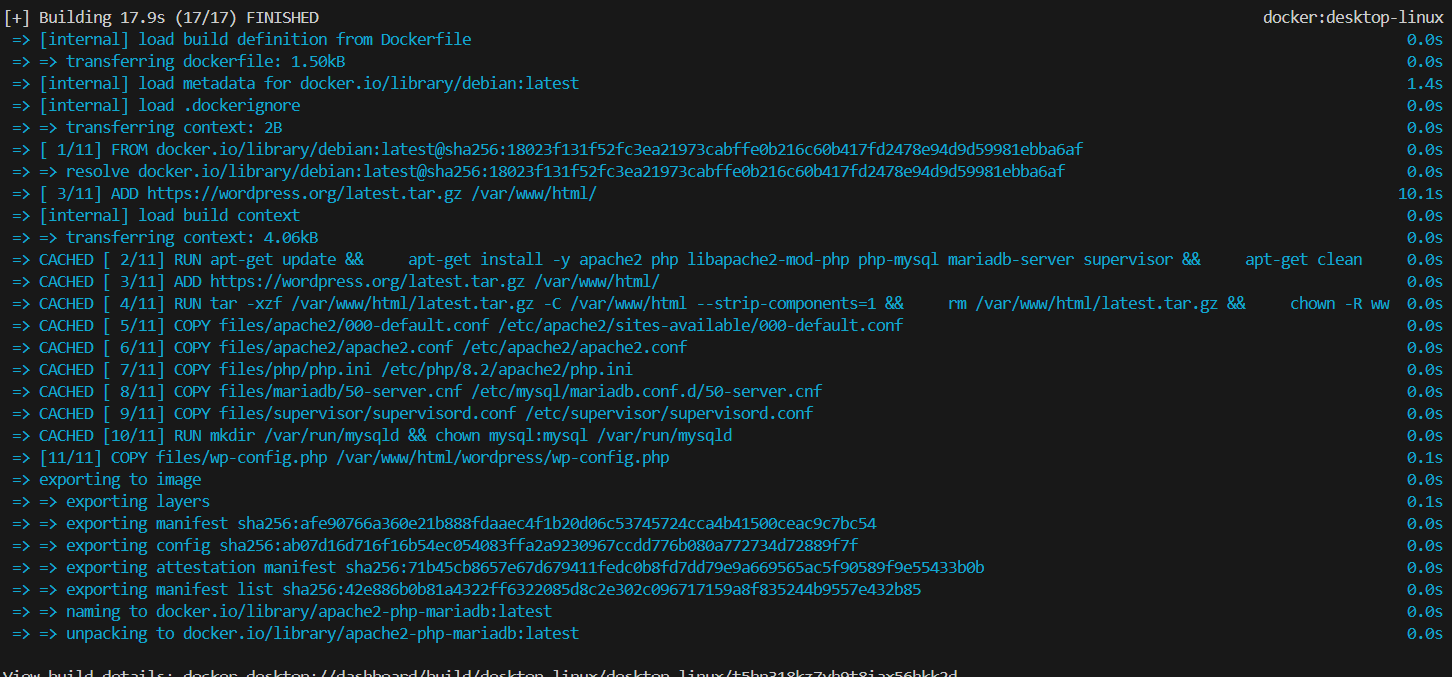 [+] Building 17.9s (17/17) FINISHED docker:desktop-linux
=> [internal] load build definition from Dockerfile 0.0s
=> => transferring dockerfile: 1.50kB 0.0s
=> [internal] load metadata for docker.io/library/debian:latest 1.4s
=> [internal] load .dockerignore 0.0s
=> => transferring context: 2B 0.0s
=> [ 1/11] FROM docker.io/library/debian:latest@sha256:18023f131f52fc3ea21973cabffe0b216c60b417fd2478e94d9d59981ebba6af 0.0s
=> => resolve docker.io/library/debian:latest@sha256:18023f131f52fc3ea21973cabffe0b216c60b417fd2478e94d9d59981ebba6af 0.0s
=> [ 3/11] ADD https://wordpress.org/latest.tar.gz /var/www/html/ 10.1s
=> [internal] load build context 0.0s
=> => transferring context: 4.06kB 0.0s
=> CACHED [ 2/11] RUN apt-get update && apt-get install -y apache2 php libapache2-mod-php php-mysql mariadb-server supervisor && apt-get clean 0.0s
=> CACHED [ 3/11] ADD https://wordpress.org/latest.tar.gz /var/www/html/ 0.0s
=> CACHED [ 4/11] RUN tar -xzf /var/www/html/latest.tar.gz -C /var/www/html --strip-components=1 && rm /var/www/html/latest.tar.gz && chown -R ww 0.0s
=> CACHED [ 5/11] COPY files/apache2/000-default.conf /etc/apache2/sites-available/000-default.conf 0.0s
=> CACHED [ 6/11] COPY files/apache2/apache2.conf /etc/apache2/apache2.conf 0.0s
=> CACHED [ 7/11] COPY files/php/php.ini /etc/php/8.2/apache2/php.ini 0.0s
=> CACHED [ 8/11] COPY files/mariadb/50-server.cnf /etc/mysql/mariadb.conf.d/50-server.cnf 0.0s
=> CACHED [ 9/11] COPY files/supervisor/supervisord.conf /etc/supervisor/supervisord.conf 0.0s
=> CACHED [10/11] RUN mkdir /var/run/mysqld && chown mysql:mysql /var/run/mysqld 0.0s
=> [11/11] COPY files/wp-config.php /var/www/html/wordpress/wp-config.php 0.1s
=> exporting to image 0.0s
=> => exporting layers 0.1s
=> => exporting manifest sha256:afe90766a360e21b888fdaaec4f1b20d06c53745724cca4b41500ceac9c7bc54 0.0s
=> => exporting config sha256:ab07d16d716f16b54ec054083ffa2a9230967ccdd776b080a772734d72889f7f 0.0s
=> => exporting attestation manifest sha256:71b45cb8657e67d679411fedc0b8fd7dd79e9a669565ac5f90589f9e55433b0b 0.0s
=> => exporting manifest list sha256:42e886b0b81a4322ff6322085d8c2e302c096717159a8f835244b9557e432b85 0.0s
=> => naming to docker.io/library/apache2-php-mariadb:latest 0.0s
=> => unpacking to docker.io/library/apache2-php-mariadb:latest 0.0s
View build details: